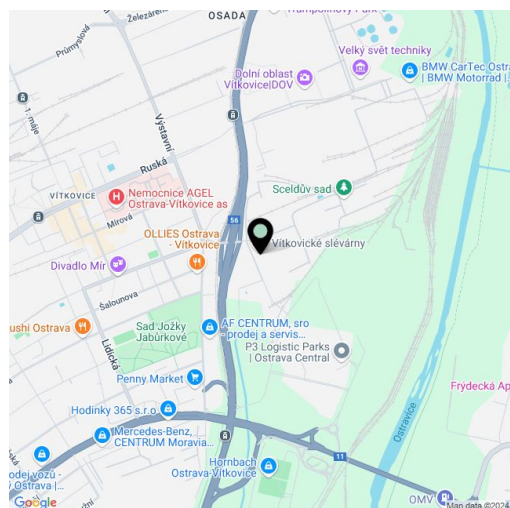 OSADA
Železárens
Trampolínový Park
Průmyslová
Velký svět techniky
Dolní oblast
Vítkovice|DOV
BMW CarTec Ostra
| BMW Motorrad |
1. máje
Výstavní
Ruská
VÍTKOVICE
Nemocnice AGEL
Ostrava-Vítkovice as
Sceldův sad
Mírová
56
OLLIES Ostrava
- Vítkovice
Vítkovické slévárny
Divadlo Mír
Šalounova
ushi Ostrava
Sad Jožky
Jabůrkové
AF CENTRUM, sro
prodej a servis...
Lidická
P3 Logistic Parks
| Ostrava Central
Penny Market
Frýdecká Ap
Hodinky 365 s.r.o
Ostravice
Mercedes-Benz,
CENTRUM Moravia...
11
Hornbach
Ostrava-Vítkovice
odej vozů -
/ Ostrava |...
OMV
Google
Map data ©2024